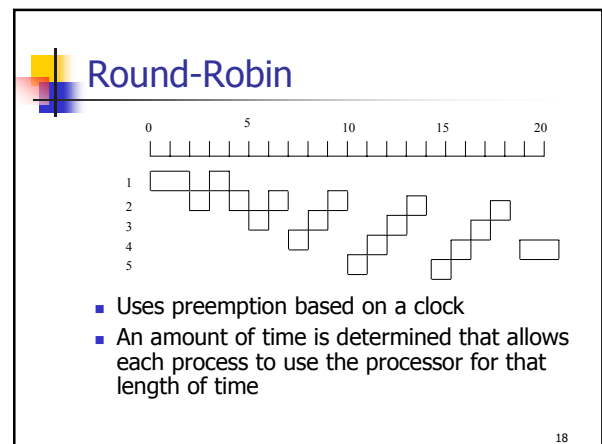 Round-Robin
0 5 10 15 20
1
2
3
4
5
Uses preemption based on a clock
An amount of time is determined that allows
each process to use the processor for that
length of time
18